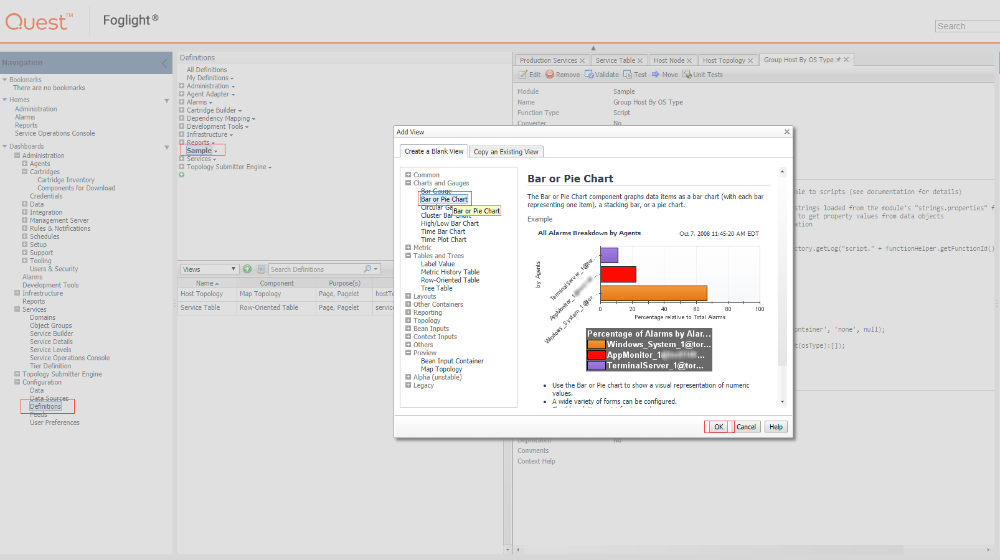 Quest™
Foglight®
Search
Navigation
Bookmarks
There are no bookmarks
Homes
Administration
Alarms
Reports
Service Operations Console
Dashboards
Administration
Agents
Cartridges
Cartridge Inventory
Components for Download
Credentials
Data
Integration
Management Server
Rules & Notifications
Schedules
Setup
Support
Tooling
Users & Security
Alarms
Development Tools
Infrastructure
Reports
Services
Domains
Object Groups
Service Builder
Service Details
Service Levels
Service Operations Console
Tier Definition
Topology Submitter Engine
Configuration
Data
Data Sources
Definitions
Feeds
User Preferences
Definitions
All Definitions
My Definitions
Administration
Agent Adapter
Alarms
Cartridge Builder
Dependency Mapping
Development Tools
Infrastructure
Reports
Sample
Services
Topology Submitter Engine
Views
Search Definitions
Name Component Purpose(s)
Host Topology Map Topology Page, Pagelet hostTo
Service Table Row-Oriented Table Page, Pagelet service
Production Services Service Table Host Node Host Topology Group Host By OS Type
Edit Remove Validate Test Move Unit Tests
Module Sample
Name Group Host By OS Type
Function Type Script
Converter No
ble to scripts (see documentation for details)
strings loaded from the module's "strings.properties" f
to get property values from data objects
ation
ctory.getLog("script." + functionHelper.getFunctionId()
ontainer', 'none', null);
t(osType):[]);
Deprecated No
Comments
Context Help
Add View
Create a Blank View Copy an Existing View
Common
Charts and Gauges
Bar Gauge
Bar or Pie Chart
Circular Ga
Bar or Pie Chart
Cluster Bar Chart
High/Low Bar Chart
Time Bar Chart
Time Plot Chart
Metric
Tables and Trees
Label Value
Metric History Table
Row-Oriented Table
Tree Table
Layouts
Other Containers
Reporting
Topology
Bean Inputs
Context Inputs
Others
Preview
Bean Input Container
Map Topology
Alpha (unstable)
Legacy
Bar or Pie Chart
The Bar or Pie Chart component graphs data items as a bar chart (with each bar
representing one item), a stacking bar, or a pie chart.
Example
All Alarms Breakdown by Agents Oct 7, 2008 11:45:20 AM EDT
by Agents
TerminalServer_1@tor...
AppMonitor_1
Windows_System_1@tor...
0 20 40 60 80 100
Percentage relative to Total Alarms
Percentage of Alarms by Alar...
Windows_System_1@tor...
AppMonitor_1 ...
TerminalServer_1@tor...
• Use the Bar or Pie chart to show a visual representation of numeric
values.
• A wide variety of forms can be configured.
OK Cancel Help